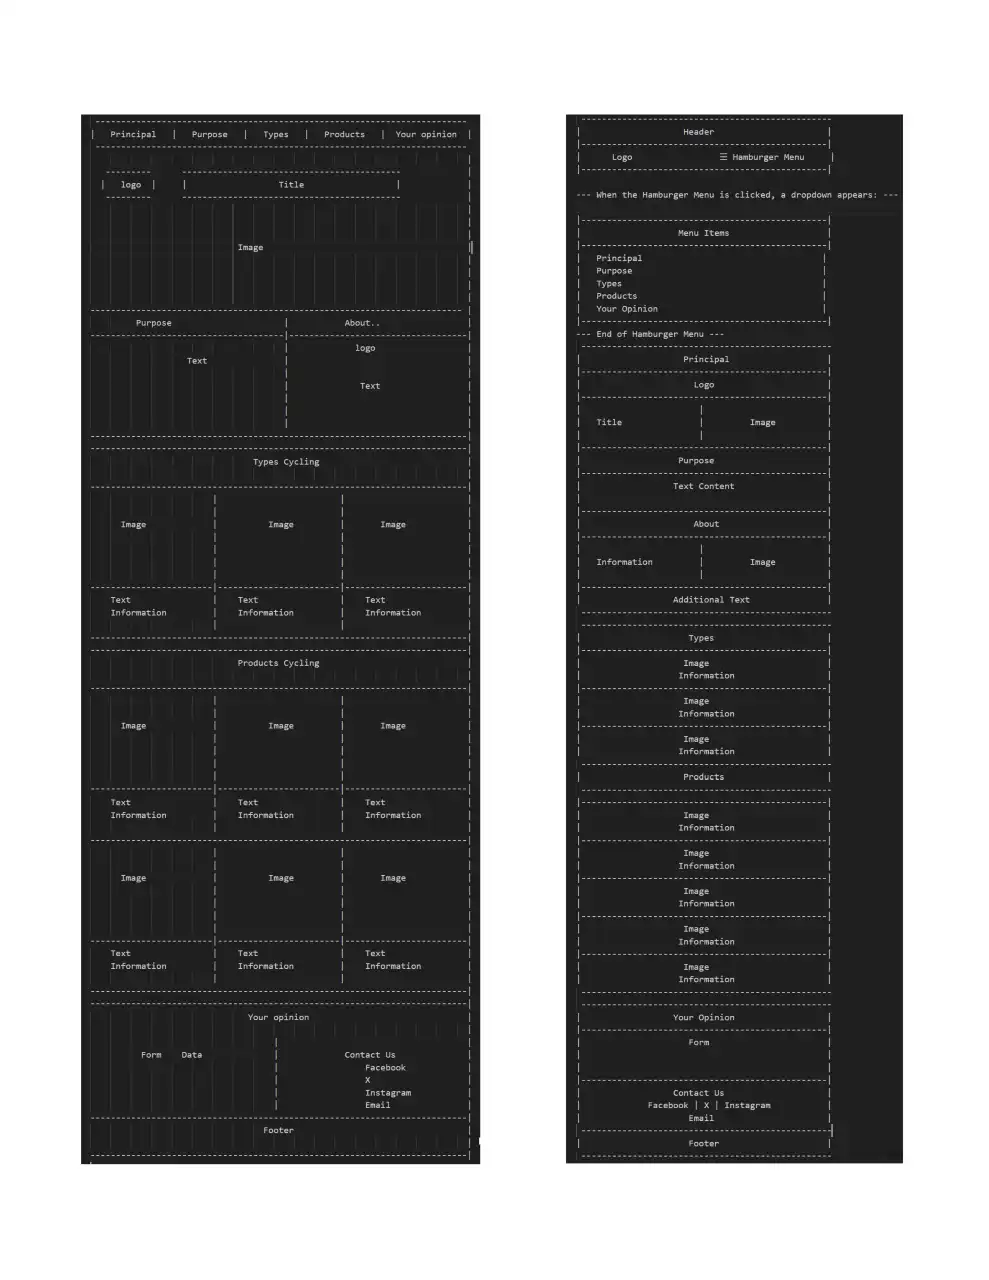 Principal | Purpose | Types | Products | Your opinion
logo | Title
Image
Purpose | About..
logo
Text
Text
Types Cycling
Image | Image | Image
Text | Text | Text
Information | Information | Information
Products Cycling
Image | Image | Image
Text | Text | Text
Information | Information | Information
Image | Image | Image
Text | Text | Text
Information | Information | Information
Your opinion
Form Data | Contact Us
Facebook
X
Instagram
Email
Footer
Header
Logo ☰ Hamburger Menu
--- When the Hamburger Menu is clicked, a dropdown appears: ---
Menu Items
Principal
Purpose
Types
Products
Your Opinion
--- End of Hamburger Menu ---
Principal
Logo
Title | Image
Purpose
Text Content
About
Information | Image
Additional Text
Types
Image
Information
Image
Information
Image
Information
Products
Image
Information
Image
Information
Image
Information
Image
Information
Image
Information
Your Opinion
Form
Contact Us
Facebook | X | Instagram
Email
Footer